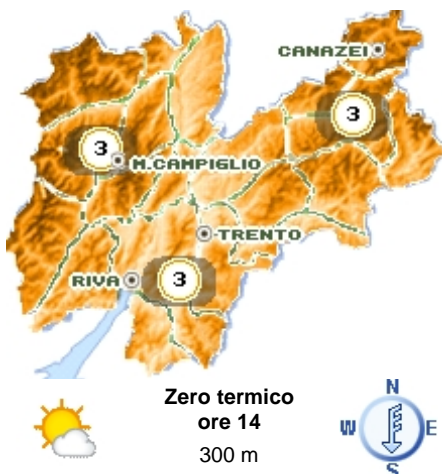 CANAZEI
3
3
M.CAMPIGLIO
TRENTO
RIVA
3
Zero termico
ore 14
300 m
N
W E
S